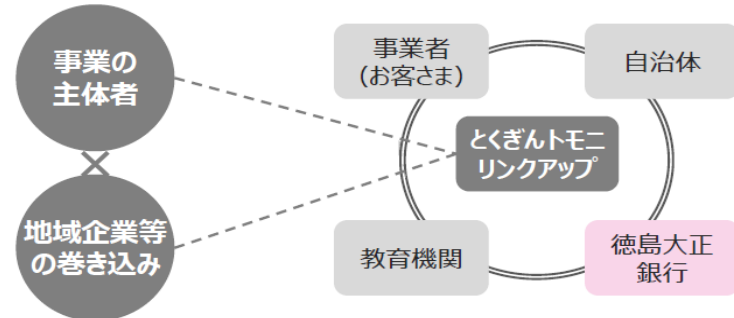 事業の
主体者
地域企業等
の巻き込み
事業者
(お客さま)
自治体
とくぎんトモニ
リンクアップ
教育機関
徳島大正
銀行